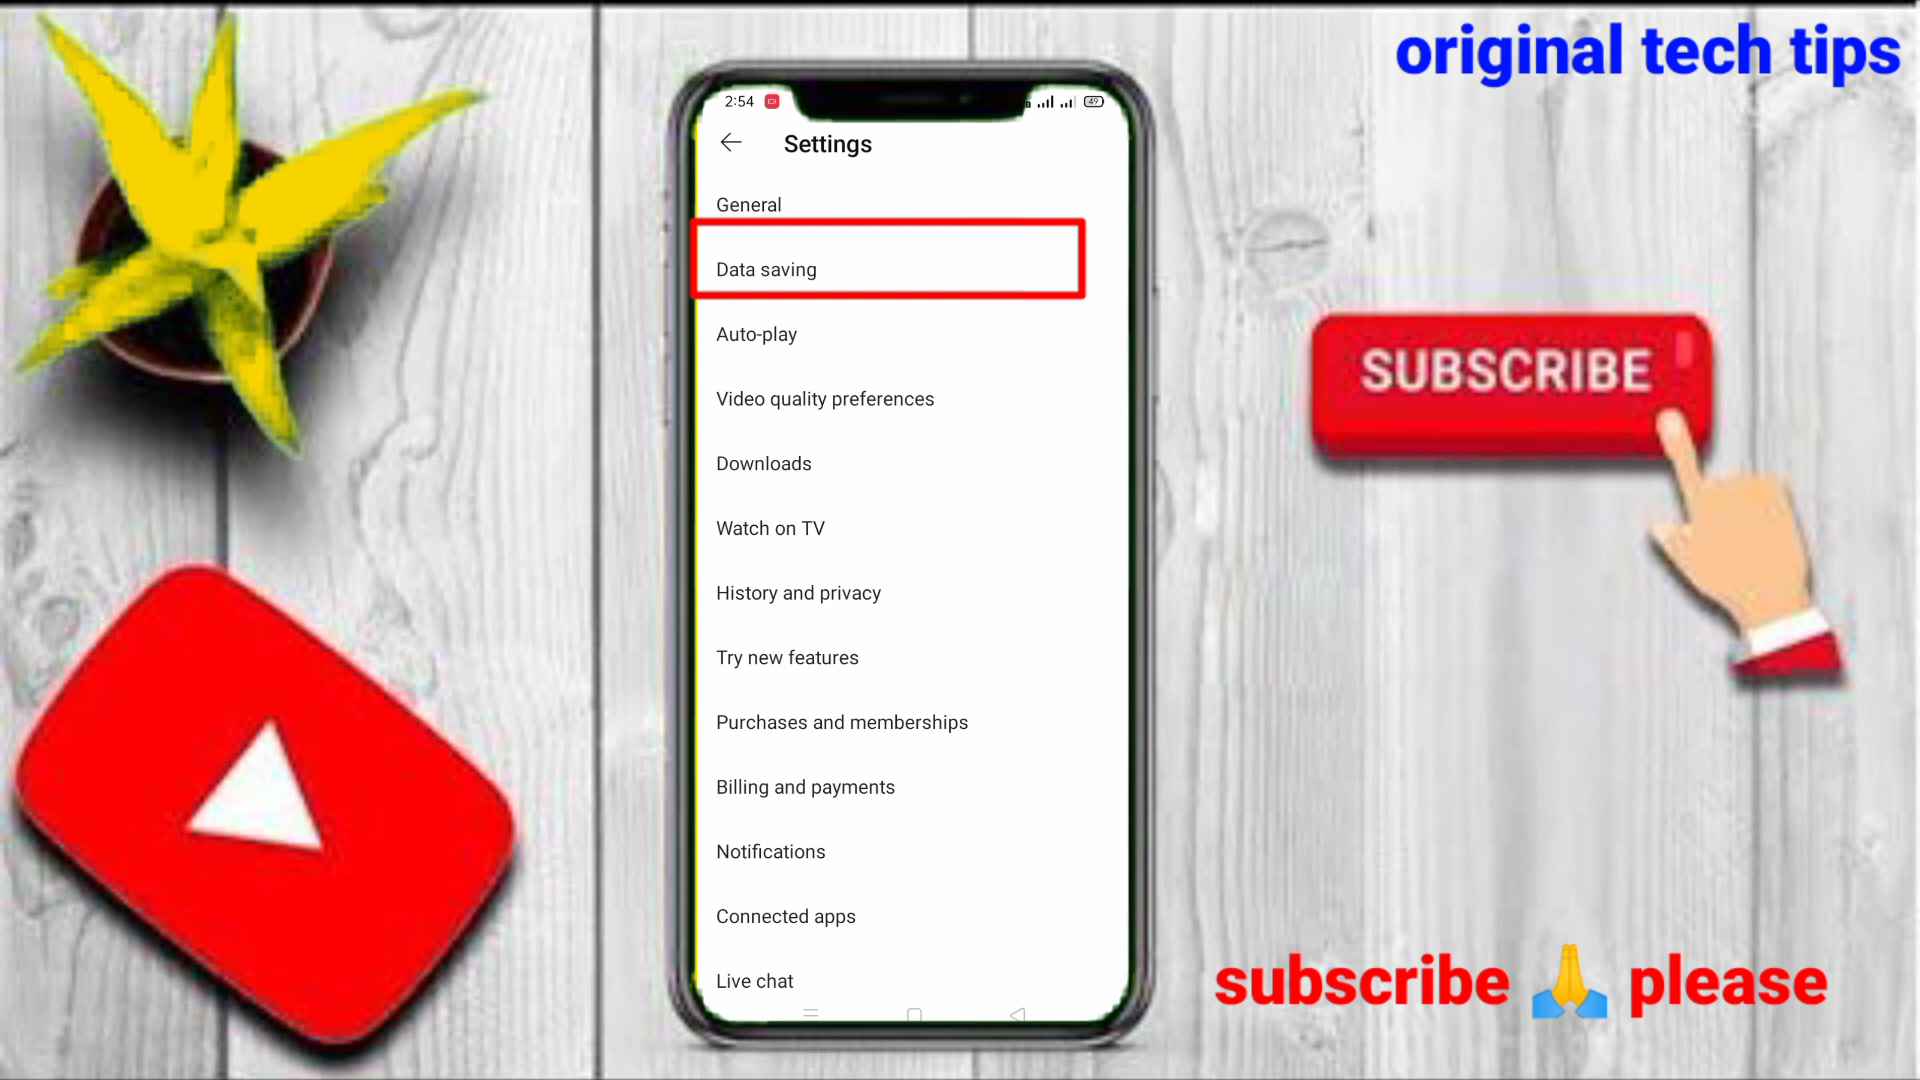 original tech tips
2:54
49
Settings
General
Data saving
Auto-play
Video quality preferences
Downloads
Watch on TV
History and privacy
Try new features
Purchases and memberships
Billing and payments
Notifications
Connected apps
Live chat
SUBSCRIBE
subscribe 🙏 please